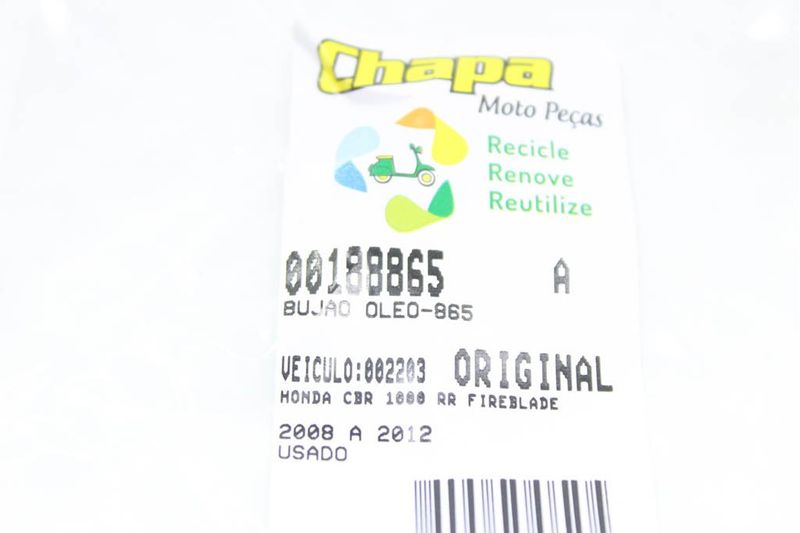 Chapa
Moto Peças
Recicle
Renove
Reutilize
00188865 A
BUJAO OLEO-865
VEICULO:002203 ORIGINAL
HONDA CBR 1000 RR FIREBLADE
2008 A 2012
USADO